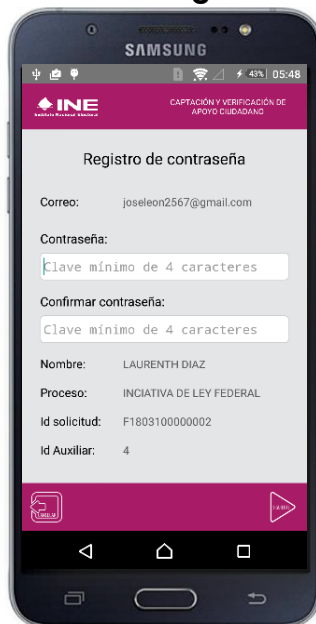 SAMSUNG
43% 05:48
INE
Instituto Nacional Electoral
CAPTACIÓN Y VERIFICACIÓN DE
APOYO CIUDADANO
Registro de contraseña
Correo: joseleon2567@gmail.com
Contraseña:
Clave mínimo de 4 caracteres
Confirmar contraseña:
Clave mínimo de 4 caracteres
Nombre: LAURENTH DIAZ
Proceso: INCIATIVA DE LEY FEDERAL
Id solicitud: F1803100000002
Id Auxiliar: 4
CANCELAR